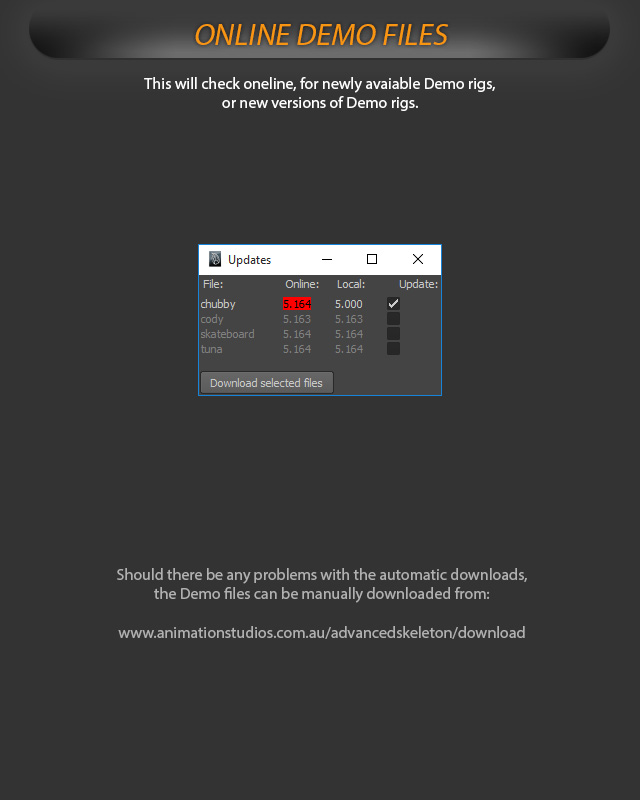 ONLINE DEMO FILES
This will check oneline, for newly avaiable Demo rigs,
or new versions of Demo rigs.
Updates
File: Online: Local: Update:
chubby 5.164 5.000
cody 5.163 5.163
skateboard 5.164 5.164
tuna 5.164 5.164
Download selected files
Should there be any problems with the automatic downloads,
the Demo files can be manually downloaded from:
www.animationstudios.com.au/advancedskeleton/download